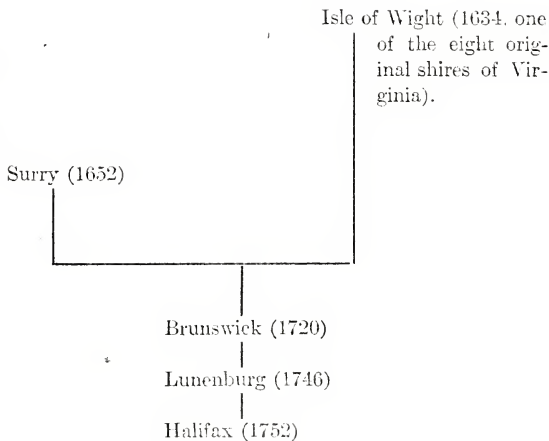 Isle of Wight (1634, one
of the eight orig-
inal shires of Vir-
ginia).
Surry (1652)
Brunswick (1720)
Lunenburg (1746)
Halifax (1752)